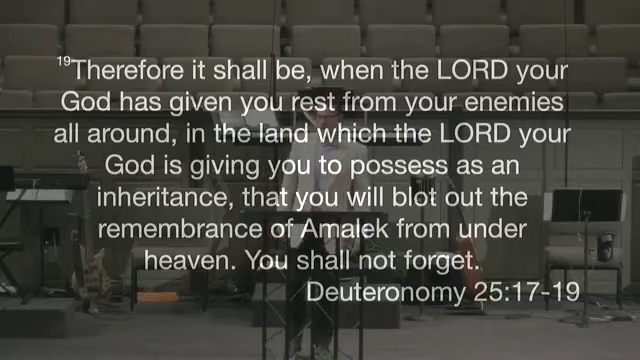 19Therefore it shall be, when the LORD your
God has given you rest from your enemies
all around, in the land which the LORD your
God is giving you to possess as an
inheritance, that you will blot out the
remembrance of Amalek from under
heaven. You shall not forget.
Deuteronomy 25:17-19